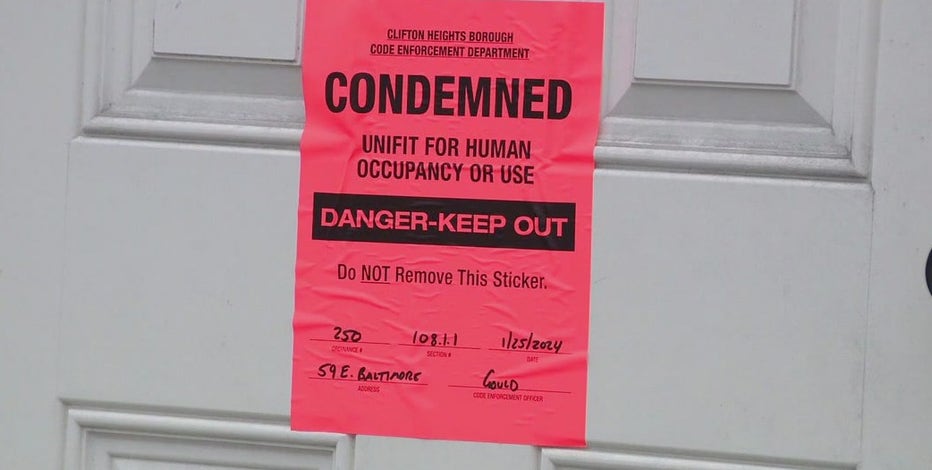 CLIFTON HEIGHTS BOROUGH
CODE ENFORCEMENT DEPARTMENT
CONDEMNED
UNIFIT FOR HUMAN
OCCUPANCY OR USE
DANGER-KEEP OUT
Do NOT Remove This Sticker.
250 108.1.1 1/25/2024
ORDINANCE # SECTION # DATE
59 E. BALTIMORE GOULD
ADDRESS CODE ENFORCEMENT OFFICER